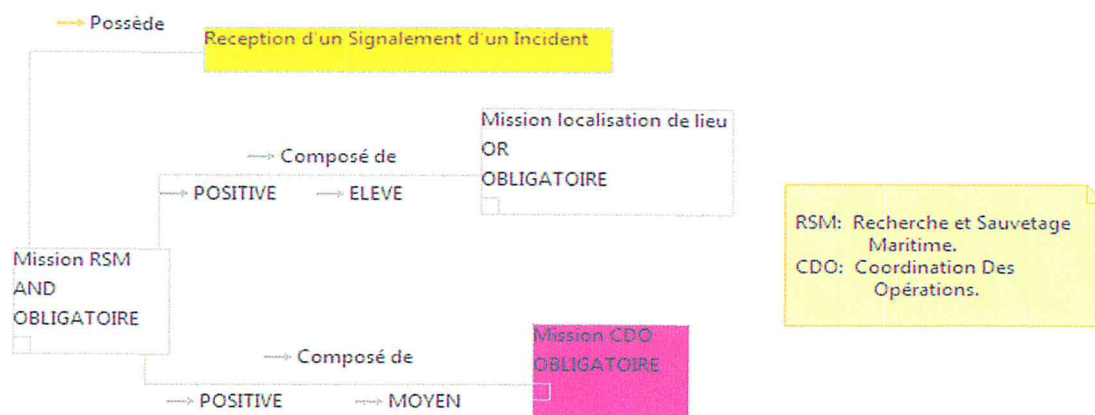 Possède
Reception d'un Signalement d'un Incident
Mission localisation de lieu
OR
OBLIGATOIRE
Composé de
POSITIVE ELEVE
Mission RSM
AND
OBLIGATOIRE
RSM: Recherche et Sauvetage
Maritime.
CDO: Coordination Des
Opérations.
Mission CDO
OBLIGATOIRE
Composé de
POSITIVE MOYEN